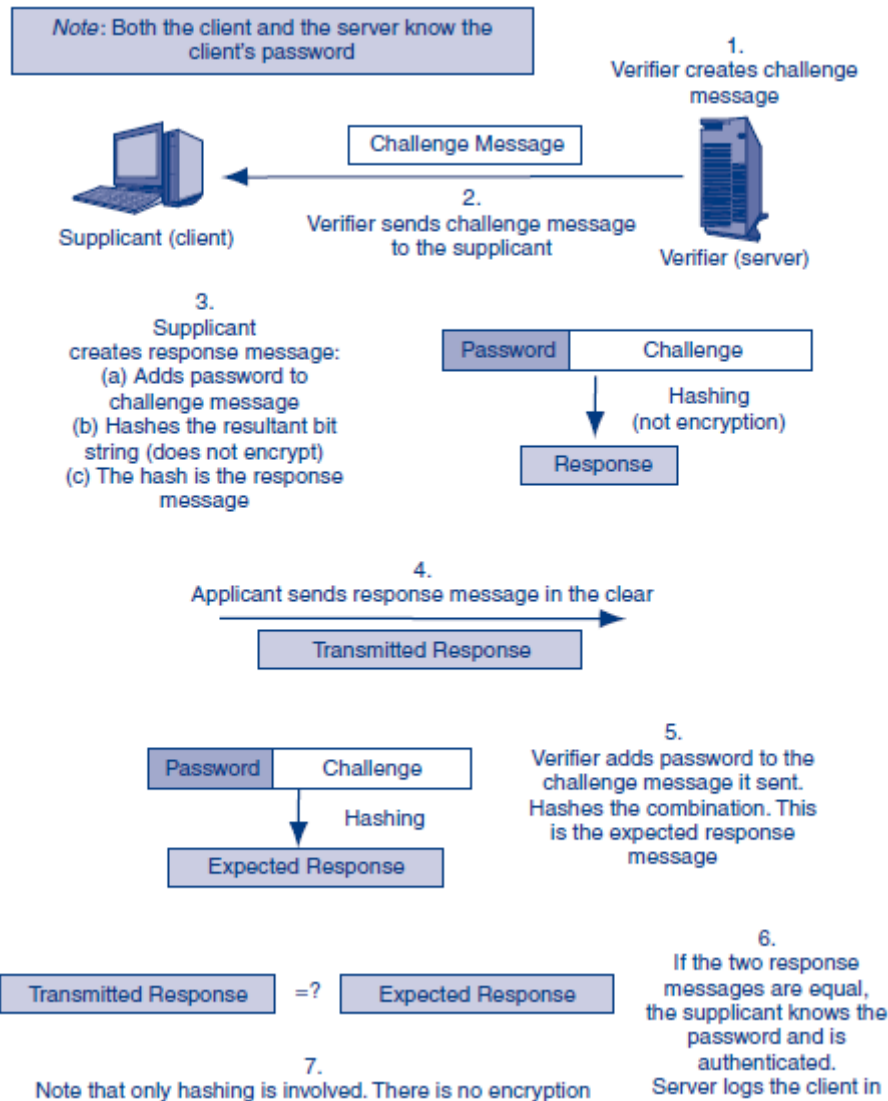 Note: Both the client and the server know the
client's password
1.
Verifier creates challenge
message
Challenge Message
2.
Verifier sends challenge message
to the supplicant
Supplicant (client)
Verifier (server)
3.
Supplicant
creates response message:
(a) Adds password to
challenge message
(b) Hashes the resultant bit
string (does not encrypt)
(c) The hash is the response
message
Password Challenge
Hashing
(not encryption)
Response
4.
Applicant sends response message in the clear
Transmitted Response
Password Challenge
Hashing
Expected Response
5.
Verifier adds password to the
challenge message it sent.
Hashes the combination. This
is the expected response
message
Transmitted Response =? Expected Response
6.
If the two response
messages are equal,
the supplicant knows the
password and is
authenticated.
Server logs the client in
7.
Note that only hashing is involved. There is no encryption